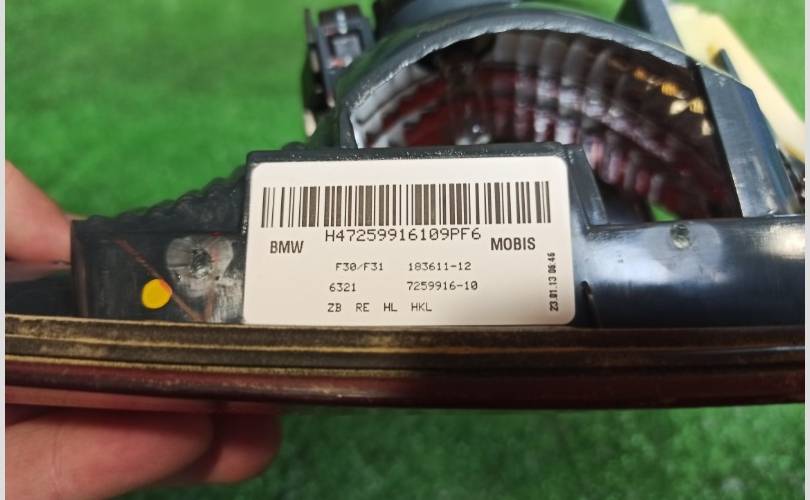 H47259916109PF6
BMW MOBIS
F30/F31 183611-12
6321 7259916-10
ZB RE HL HKL
23.01.13 06:46